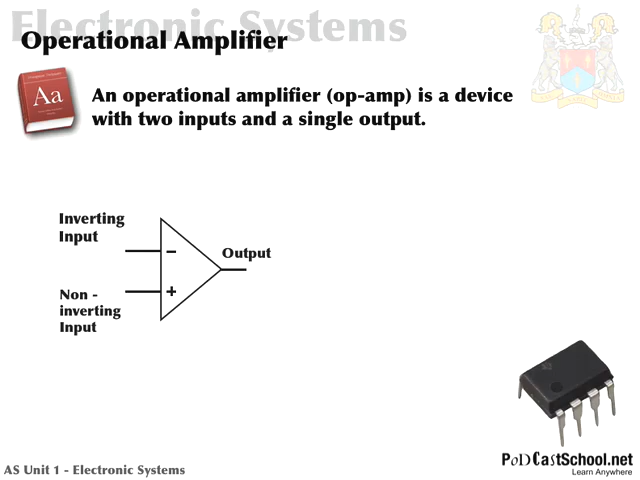 Electronic Systems
Operational Amplifier
Aa
An operational amplifier (op-amp) is a device
with two inputs and a single output.
Inverting
Input
−
Output
Non -
inverting
Input
+
AS Unit 1 - Electronic Systems
PoDCastSchool.net
Learn Anywhere